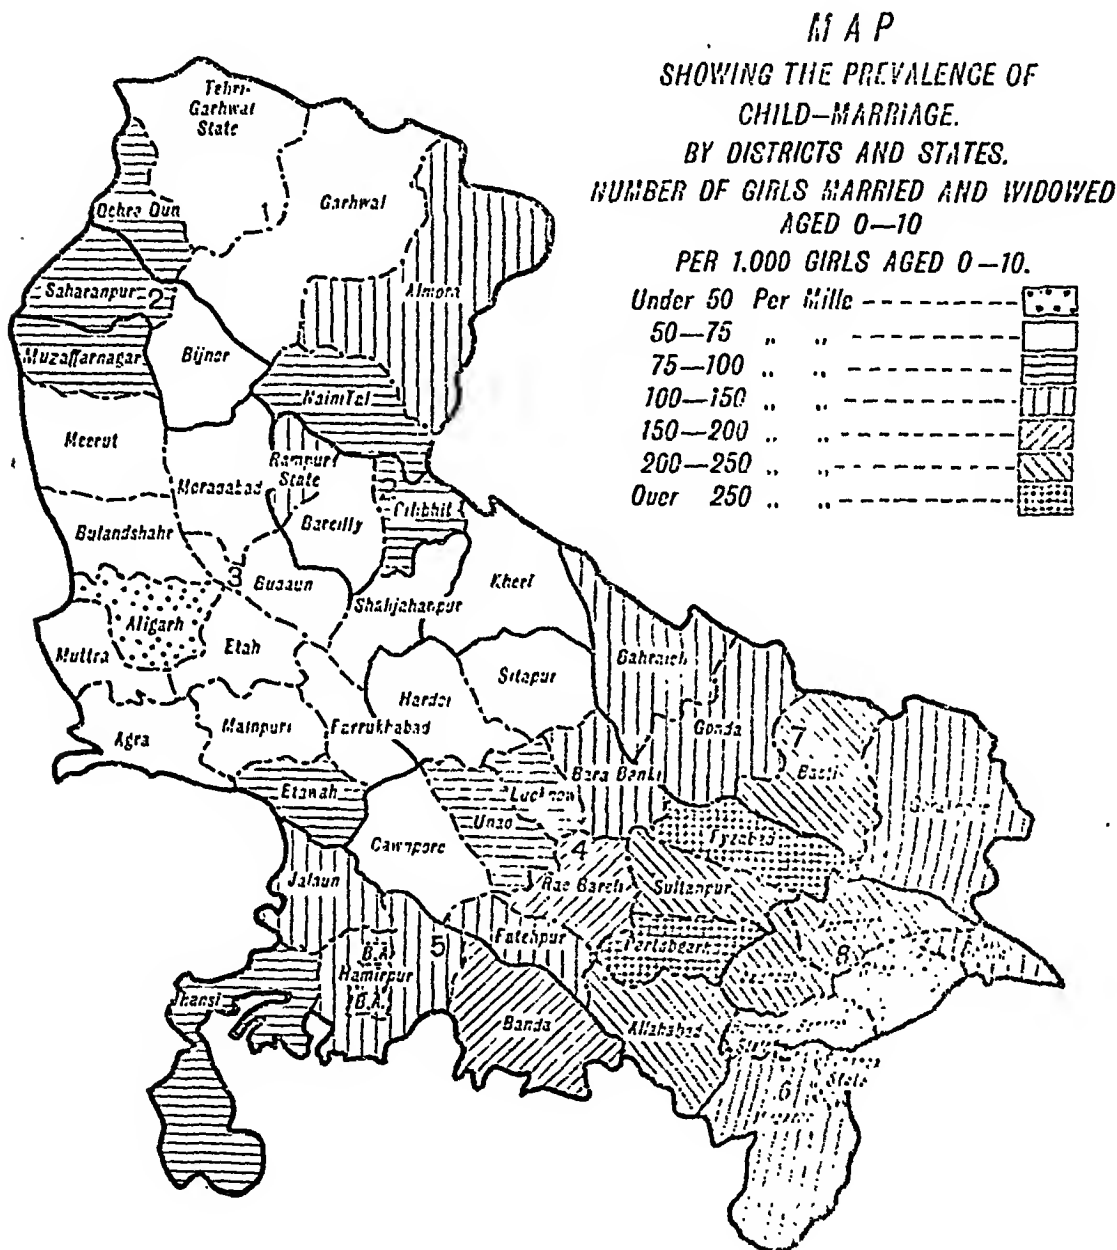 MAP
SHOWING THE PREVALENCE OF
CHILD–MARRIAGE.
BY DISTRICTS AND STATES.
NUMBER OF GIRLS MARRIED AND WIDOWED
AGED 0–10
PER 1.000 GIRLS AGED 0–10.
Under 50 Per Mille
50–75 „ „
75–100 „ „
100–150 „ „
150–200 „ „
200–250 „ „
Over 250 „ „
Tehri-
Garhwal
State
1
Garhwal
Dehra Dun
Almora
Saharanpur
2
Muzaffarnagar
Bijnor
Naini Tal
Meerut
Rampur
State
Moradabad
Pilibhit
Bareilly
Bulandshahr
3
Budaun
Kheri
Shahjahanpur
Aligarh
Etah
Muttra
Bahraich
Sitapur
Hardoi
Mainpuri
Farrukhabad
Agra
Gonda
7
Basti
Bara Banki
Etawah
Lucknow
Unao
Fyzabad
Cawnpore
4
Jalaun
Rae Bareli
Sultanpur
Fatehpur
Partabgarh
B.A.
5
Hamirpur
8
Jhansi
B.A.
Banda
Allahabad
State
6